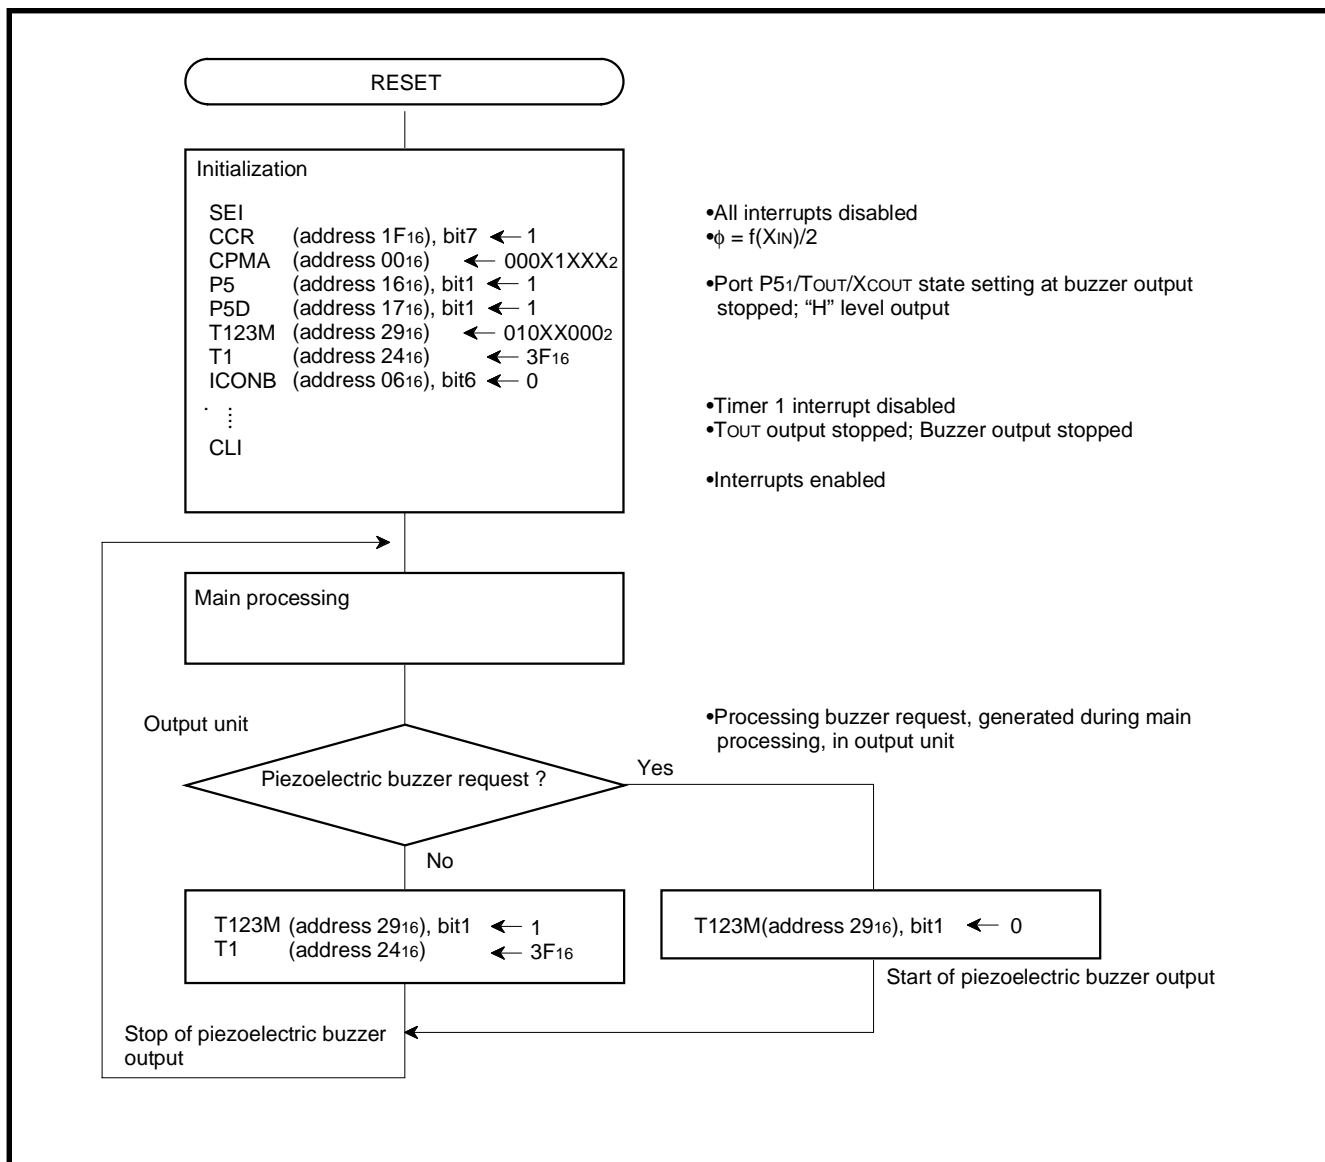 RESET
Initialization
SEI
CCR (address 1F16), bit7 ← 1
CPMA (address 0016) ← 000X1XXX2
P5 (address 1616), bit1 ← 1
P5D (address 1716), bit1 ← 1
T123M (address 2916) ← 010XX0002
T1 (address 2416) ← 3F16
ICONB (address 0616), bit6 ← 0
CLI
•All interrupts disabled
•ϕ = f(XIN)/2
•Port P51/TOUT/XCOUT state setting at buzzer output
stopped; “H” level output
•Timer 1 interrupt disabled
•TOUT output stopped; Buzzer output stopped
•Interrupts enabled
Main processing
Output unit
•Processing buzzer request, generated during main
processing, in output unit
Piezoelectric buzzer request ?
Yes
No
T123M (address 2916), bit1 ← 1
T1 (address 2416) ← 3F16
T123M(address 2916), bit1 ← 0
Start of piezoelectric buzzer output
Stop of piezoelectric buzzer
output